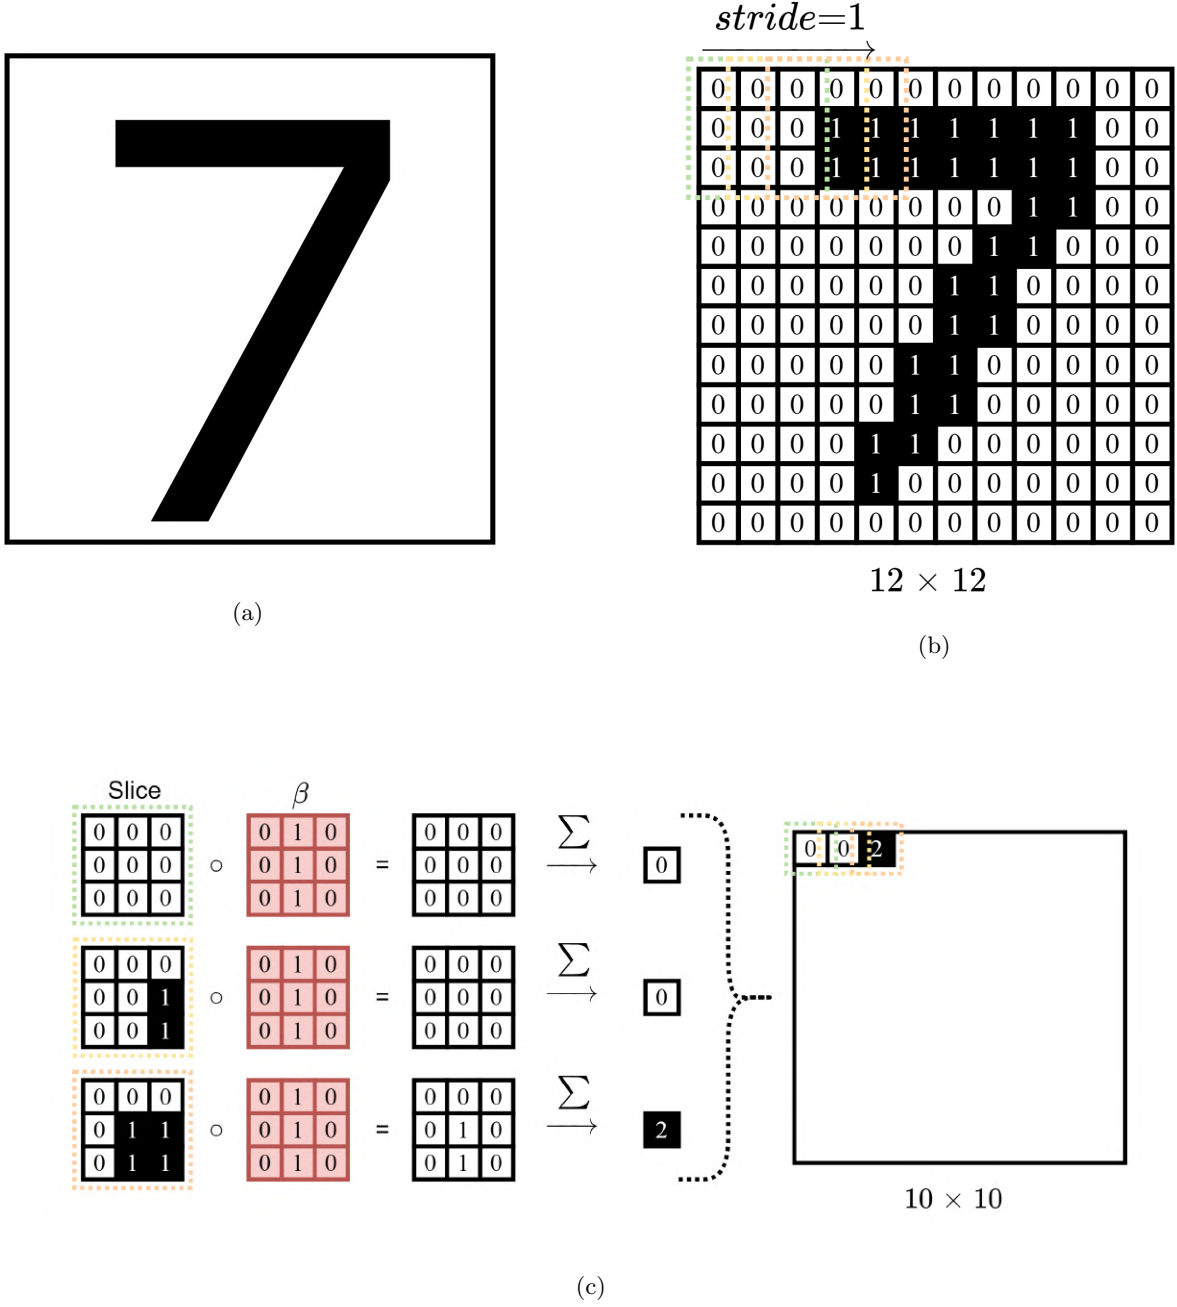 stride=1
0 0 0 0 0 0 0 0 0 0 0 0
0 0 0 1 1 1 1 1 1 1 0 0
0 0 0 1 1 1 1 1 1 1 0 0
0 0 0 0 0 0 0 0 1 1 0 0
0 0 0 0 0 0 0 1 1 0 0 0
0 0 0 0 0 0 1 1 0 0 0 0
0 0 0 0 0 0 1 1 0 0 0 0
0 0 0 0 0 1 1 0 0 0 0 0
0 0 0 0 0 1 1 0 0 0 0 0
0 0 0 0 1 1 0 0 0 0 0 0
0 0 0 0 1 0 0 0 0 0 0 0
0 0 0 0 0 0 0 0 0 0 0 0
7
12 × 12
(a)
(b)
Slice β
0 0 0 0 1 0 0 0 0 ∑
0 0 0 ∘ 0 1 0 = 0 0 0 → 0
0 0 0 0 1 0 0 0 0
0 0 0 0 1 0 0 0 0 ∑
0 0 1 ∘ 0 1 0 = 0 0 0 → 0
0 0 1 0 1 0 0 0 0
0 0 0 0 1 0 0 0 0 ∑
0 1 1 ∘ 0 1 0 = 0 1 0 → 2
0 1 1 0 1 0 0 1 0
0 0 2
10 × 10
(c)